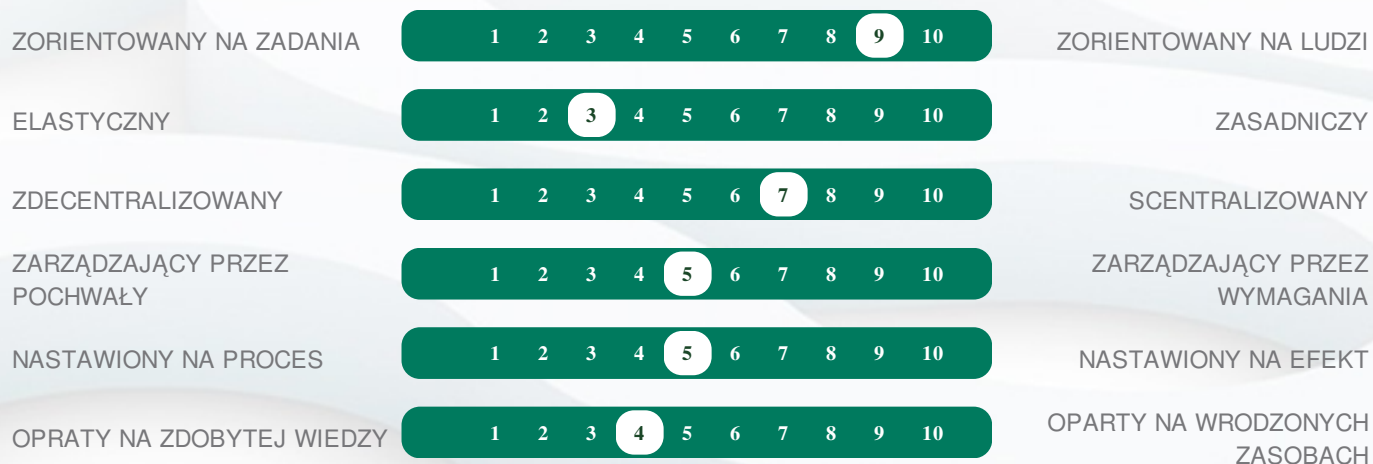 ZORIENTOWANY NA ZADANIA 1 2 3 4 5 6 7 8 9 10 ZORIENTOWANY NA LUDZI
ELASTYCZNY 1 2 3 4 5 6 7 8 9 10 ZASADNICZY
ZDECENTRALIZOWANY 1 2 3 4 5 6 7 8 9 10 SCENTRALIZOWANY
ZARZĄDZAJĄCY PRZEZ
POCHWAŁY
1 2 3 4 5 6 7 8 9 10
ZARZĄDZAJĄCY PRZEZ
WYMAGANIA
NASTAWIONY NA PROCES 1 2 3 4 5 6 7 8 9 10 NASTAWIONY NA EFEKT
OPRATY NA ZDOBYTEJ WIEDZY 1 2 3 4 5 6 7 8 9 10
OPARTY NA WRODZONYCH
ZASOBACH